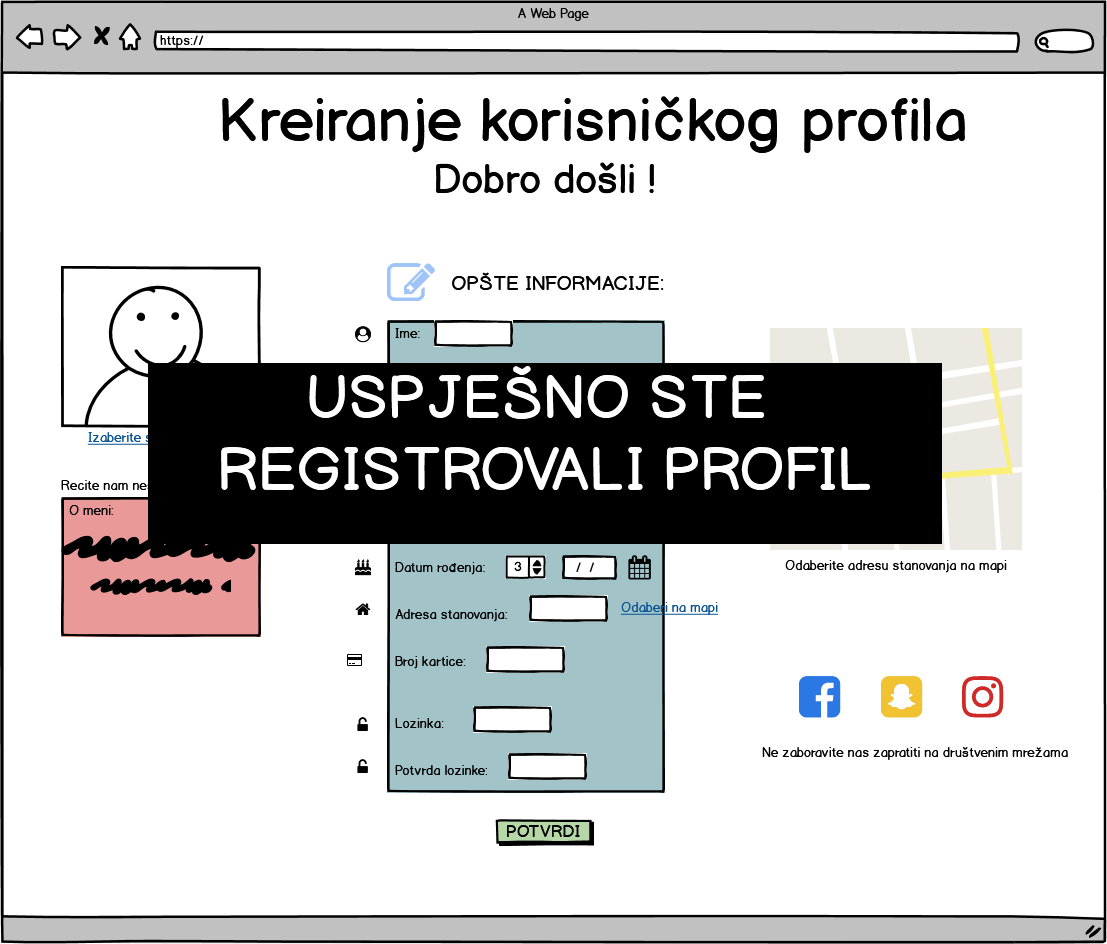 A Web Page
https://
Kreiranje korisničkog profila
Dobro došli !
OPŠTE INFORMACIJE:
Ime:
USPJEŠNO STE
REGISTROVALI PROFIL
Izaberite
Recite nam
O meni:
Datum rođenja:
3
/ /
Odaberite adresu stanovanja na mapi
Adresa stanovanja:
Odaberi na mapi
Broj kartice:
Lozinka:
Ne zaboravite nas zapratiti na društvenim mrežama
Potvrda lozinke:
POTVRDI